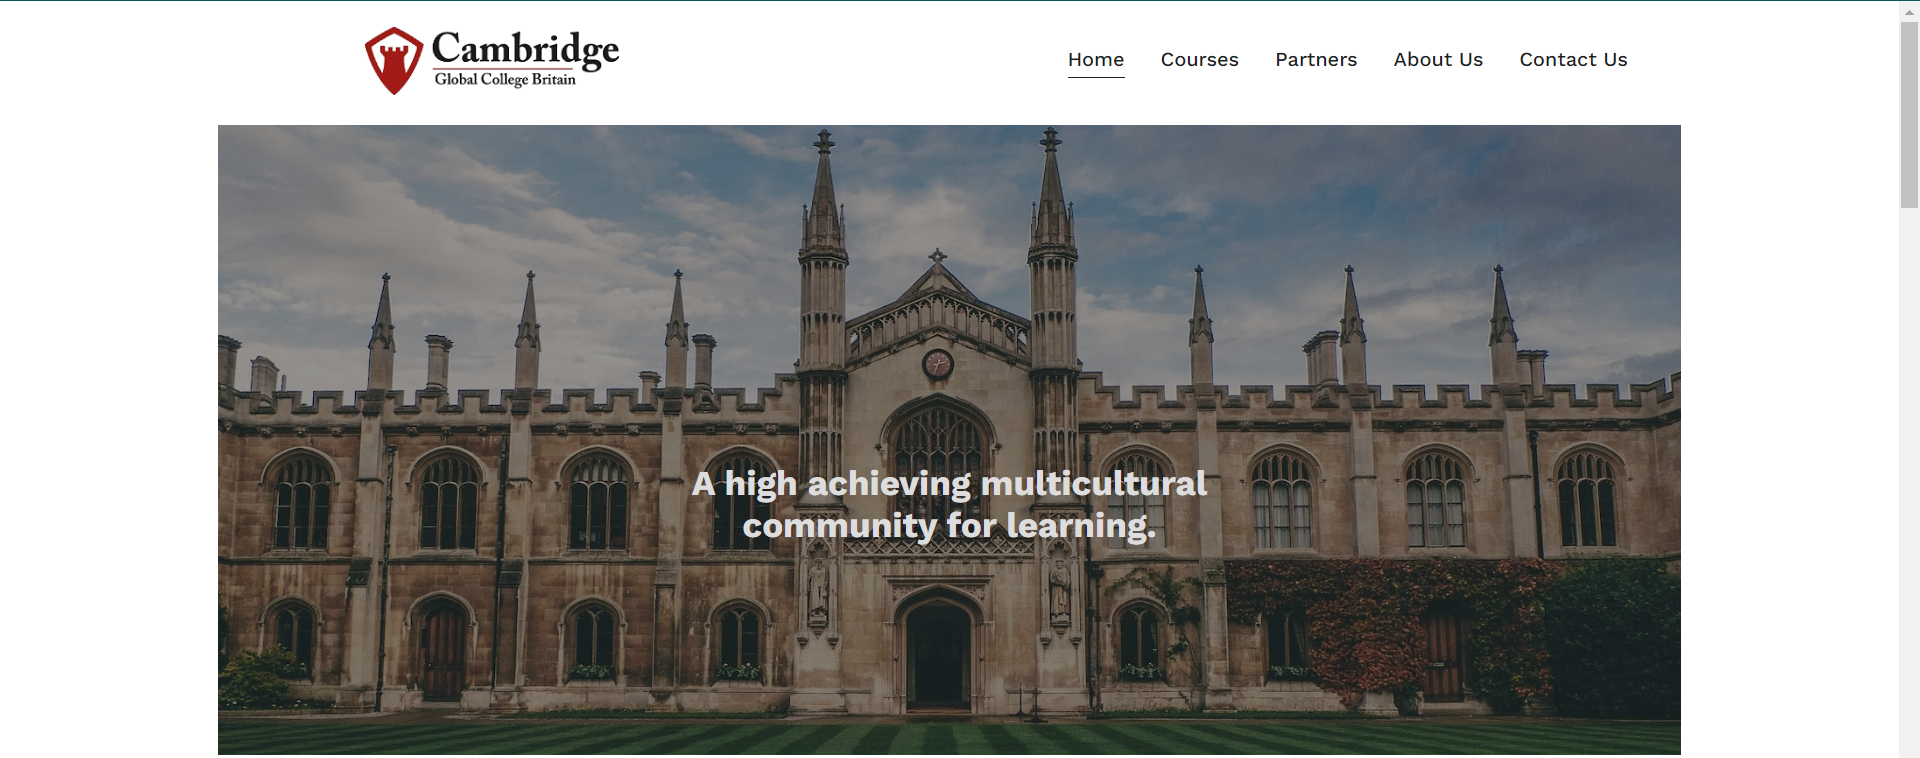 Cambridge
Global College Britain
Home Courses Partners About Us Contact Us
A high achieving multicultural
community for learning.